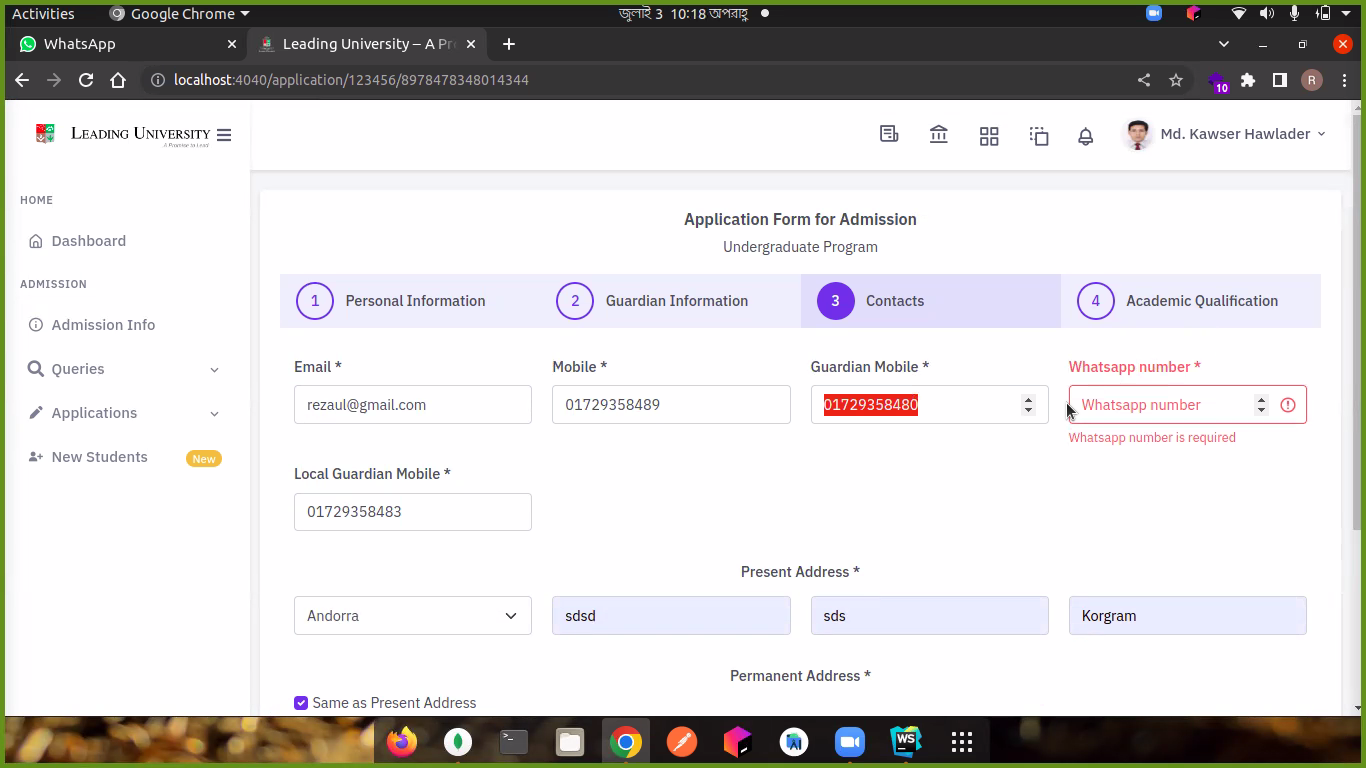 Activities
Google Chrome
জুলাই 3 10:18 অপরাহ্ণ
WhatsApp
Leading University – A Pr
localhost:4040/application/123456/8978478348014344
10
R
LEADING UNIVERSITY
A Promise to Lead
Md. Kawser Hawlader
HOME
Dashboard
ADMISSION
Admission Info
Queries
Applications
New Students
New
Application Form for Admission
Undergraduate Program
1 Personal Information
2 Guardian Information
3 Contacts
4 Academic Qualification
Email *
Mobile *
Guardian Mobile *
Whatsapp number *
rezaul@gmail.com
01729358489
01729358480
Whatsapp number
Whatsapp number is required
Local Guardian Mobile *
01729358483
Present Address *
Andorra
sdsd
sds
Korgram
Permanent Address *
Same as Present Address
WS